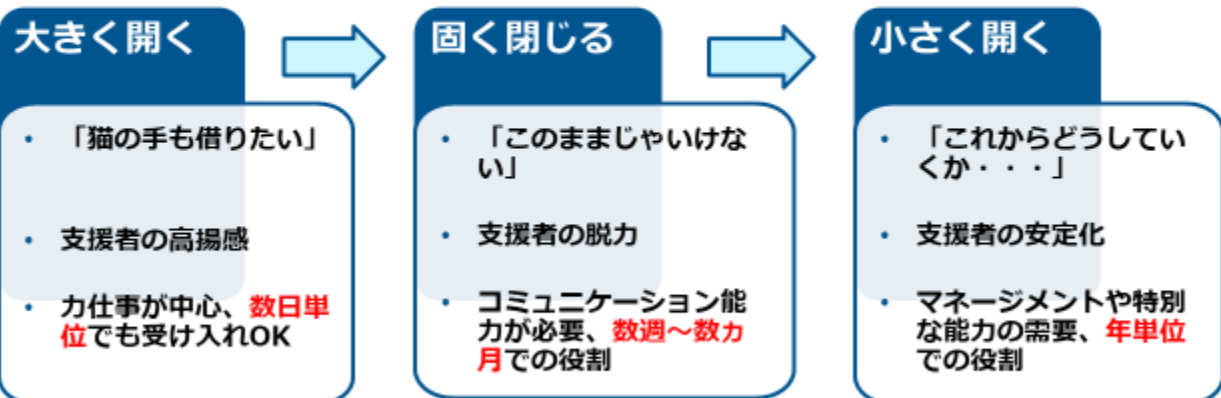 大きく開く
・ 「猫の手も借りたい」
・ 支援者の高揚感
・ 力仕事が中心、数日単
位でも受け入れOK
固く閉じる
・ 「このままじゃいけな
い」
・ 支援者の脱力
・ コミュニケーション能
力が必要、数週～数カ
月での役割
小さく開く
・ 「これからどうしてい
くか・・・」
・ 支援者の安定化
・ マネージメントや特別
な能力の需要、年単位
での役割